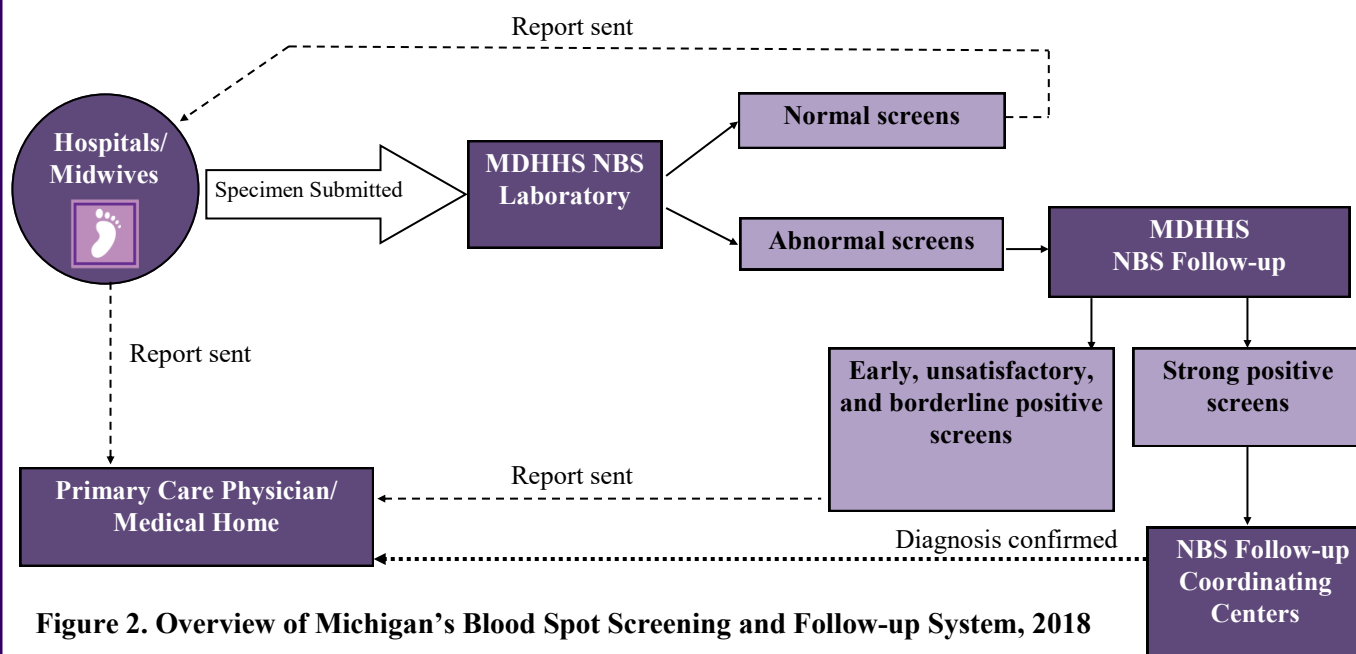 Report sent
Hospitals/
Midwives
Specimen Submitted
MDHHS NBS
Laboratory
Normal screens
Abnormal screens
MDHHS
NBS Follow-up
Report sent
Early, unsatisfactory,
and borderline positive
screens
Strong positive
screens
Report sent
Primary Care Physician/
Medical Home
Diagnosis confirmed
NBS Follow-up
Coordinating
Centers
Figure 2. Overview of Michigan’s Blood Spot Screening and Follow-up System, 2018